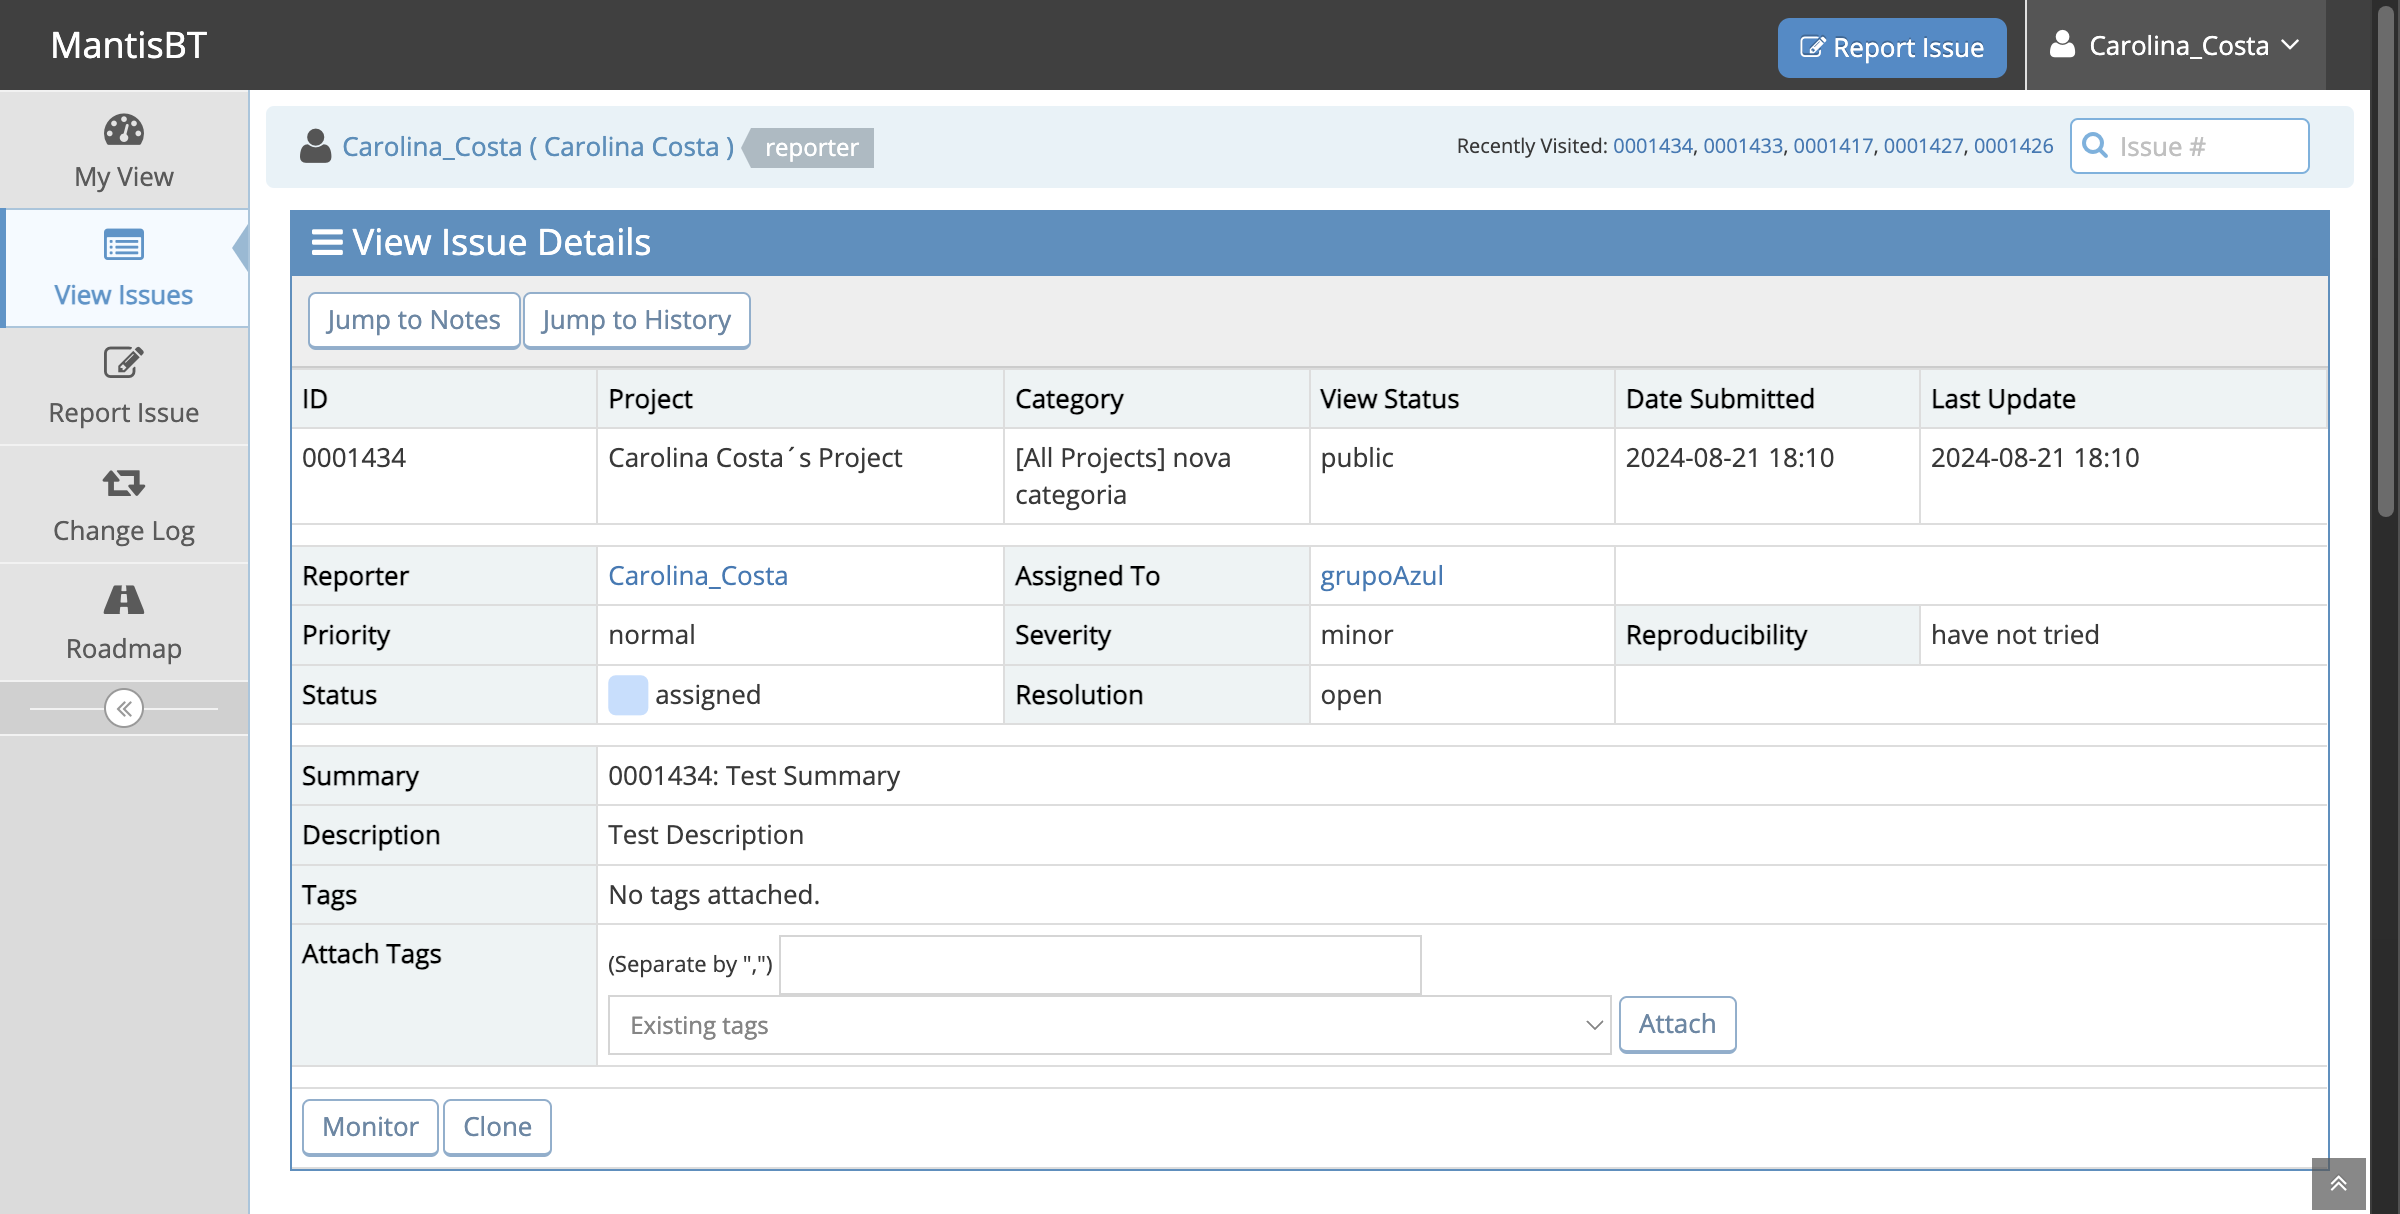 MantisBT
Report Issue
Carolina_Costa
My View
View Issues
Report Issue
Change Log
Roadmap
Carolina_Costa ( Carolina Costa ) reporter
Recently Visited: 0001434, 0001433, 0001417, 0001427, 0001426
Issue #
View Issue Details
Jump to Notes Jump to History
ID Project Category View Status Date Submitted Last Update
0001434 Carolina Costa´s Project [All Projects] nova categoria public 2024-08-21 18:10 2024-08-21 18:10
Reporter Carolina_Costa Assigned To grupoAzul
Priority normal Severity minor Reproducibility have not tried
Status assigned Resolution open
Summary 0001434: Test Summary
Description Test Description
Tags No tags attached.
Attach Tags (Separate by ",")
Existing tags Attach
Monitor Clone